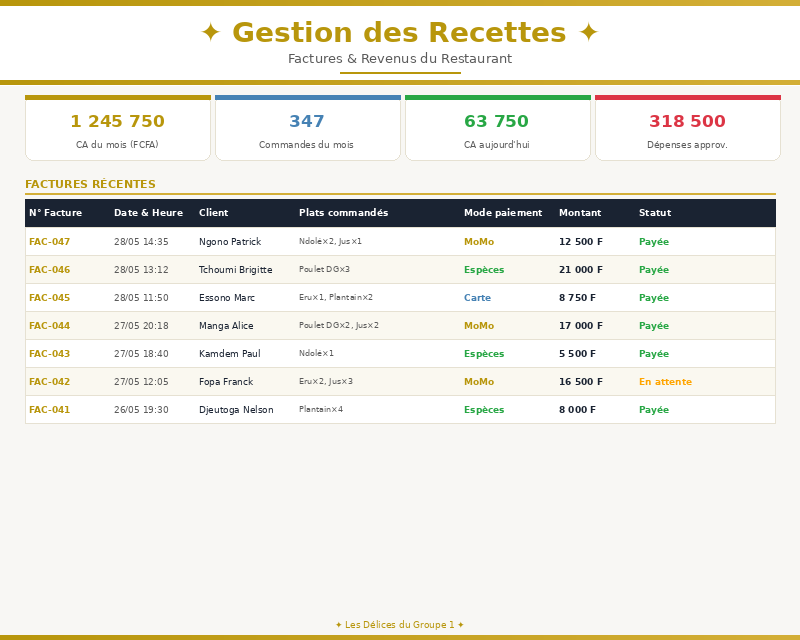 ✦ Gestion des Recettes ✦
Factures & Revenus du Restaurant
1 245 750 347 63 750 318 500
CA du mois (FCFA) Commandes du mois CA aujourd'hui Dépenses approv.
FACTURES RÉCENTES
N° Facture Date & Heure Client Plats commandés Mode paiement Montant Statut
FAC-047 28/05 14:35 Ngono Patrick Ndolé×2, Jus×1 MoMo 12 500 F Payée
FAC-046 28/05 13:12 Tchoumi Brigitte Poulet DG×3 Espèces 21 000 F Payée
FAC-045 28/05 11:50 Essono Marc Eru×1, Plantain×2 Carte 8 750 F Payée
FAC-044 27/05 20:18 Manga Alice Poulet DG×2, Jus×2 MoMo 17 000 F Payée
FAC-043 27/05 18:40 Kamdem Paul Ndolé×1 Espèces 5 500 F Payée
FAC-042 27/05 12:05 Fopa Franck Eru×2, Jus×3 MoMo 16 500 F En attente
FAC-041 26/05 19:30 Djeutoga Nelson Plantain×4 Espèces 8 000 F Payée
✦ Les Délices du Groupe 1 ✦